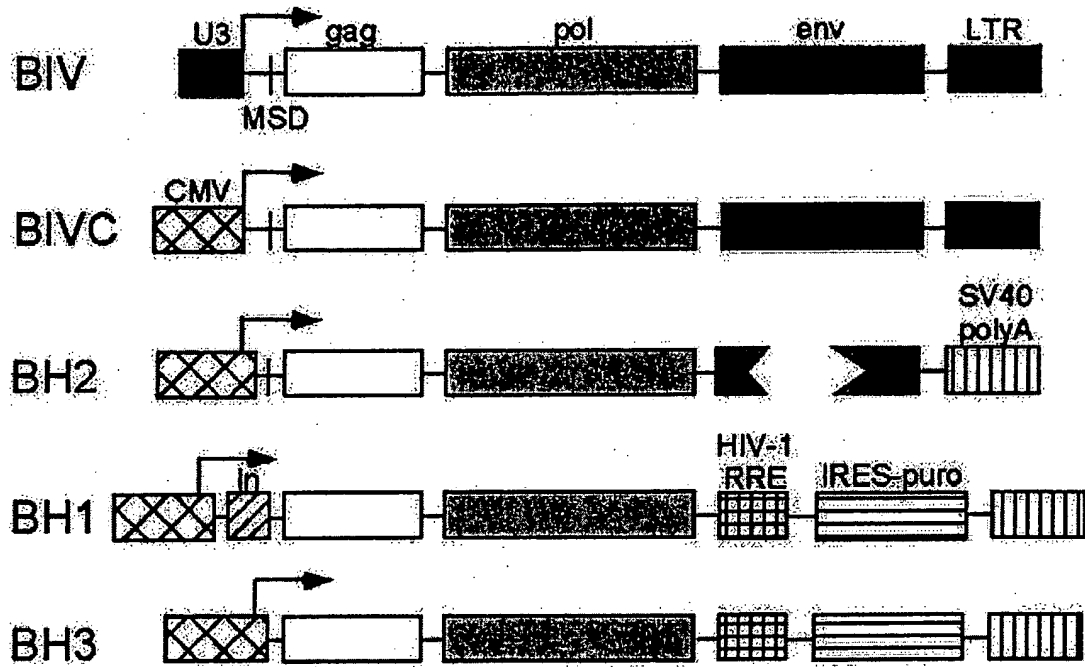 U3 gag pol env LTR
BIV
MSD
CMV
BIVC
SV40
polyA
BH2
HIV-1
in RRE IRES-puro
BH1
BH3